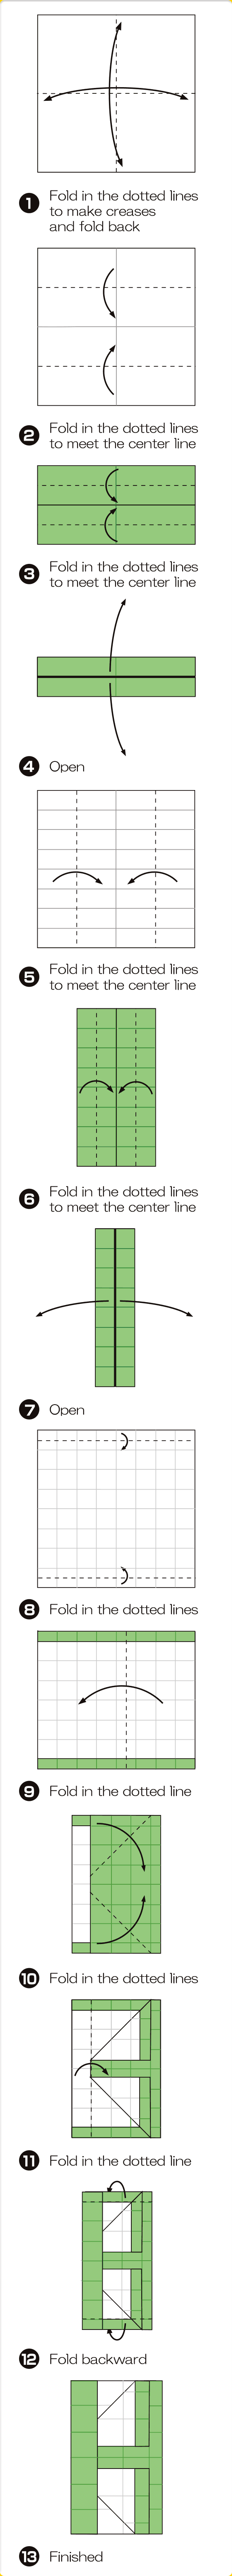 1 Fold in the dotted lines
to make creases
and fold back
2 Fold in the dotted lines
to meet the center line
3 Fold in the dotted lines
to meet the center line
4 Open
5 Fold in the dotted lines
to meet the center line
6 Fold in the dotted lines
to meet the center line
7 Open
8 Fold in the dotted lines
9 Fold in the dotted line
10 Fold in the dotted lines
11 Fold in the dotted line
12 Fold backward
13 Finished